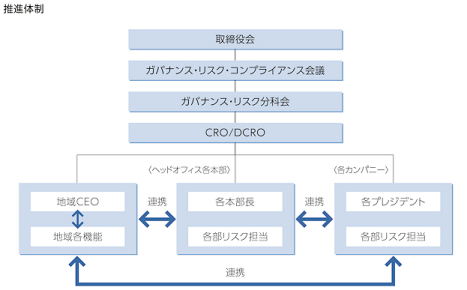 推進体制
取締役会
ガバナンス・リスク・コンプライアンス会議
ガバナンス・リスク分科会
CRO/DCRO
〈ヘッドオフィス各本部〉
〈各カンパニー〉
地域CEO
連携
各本部長
連携
各プレジデント
地域各機能
各部リスク担当
各部リスク担当
連携